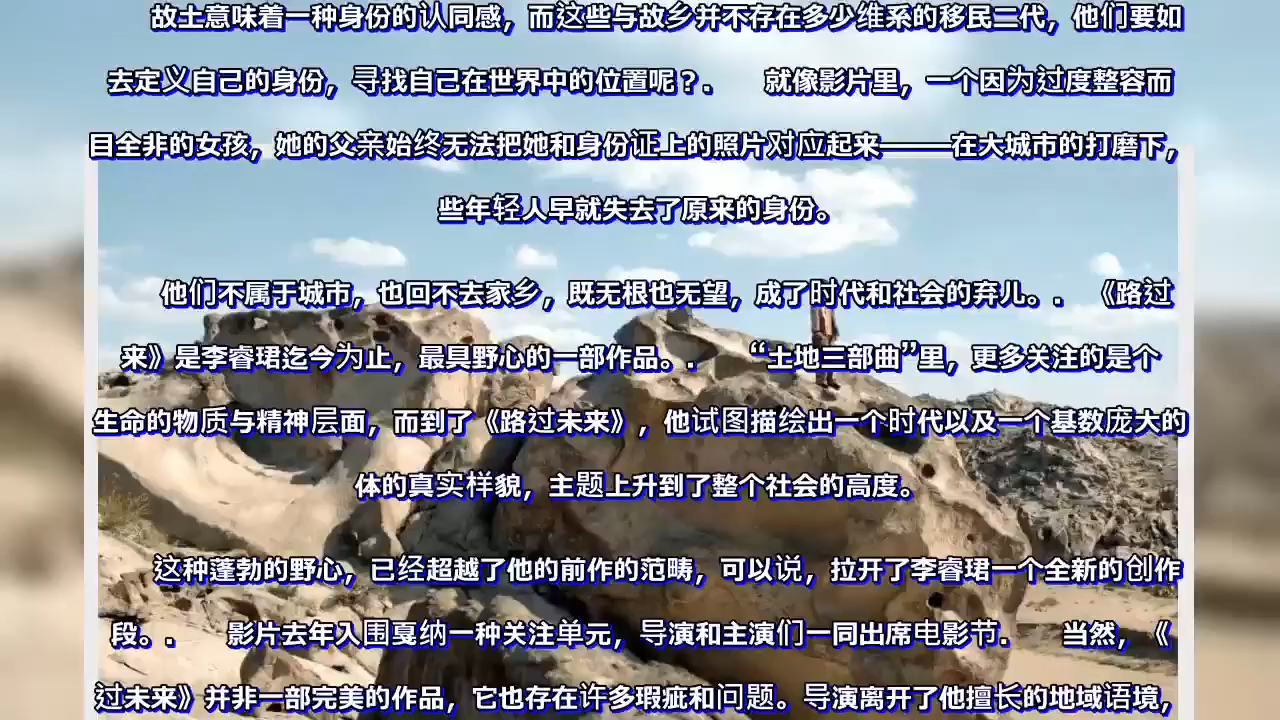 故土意味着一种身份的认同感，而这些与故乡并不存在多少维系的移民二代，他们要如
去定义自己的身份，寻找自己在世界中的位置呢？. 就像影片里，一个因为过度整容而
目全非的女孩，她的父亲始终无法把她和身份证上的照片对应起来———在大城市的打磨下，
些年轻人早就失去了原来的身份。
他们不属于城市，也回不去家乡，既无根也无望，成了时代和社会的弃儿。. 《路过
来》是李睿珺迄今为止，最具野心的一部作品。. “土地三部曲”里，更多关注的是个
生命的物质与精神层面，而到了《路过未来》，他试图描绘出一个时代以及一个基数庞大的
体的真实样貌，主题上升到了整个社会的高度。
这种蓬勃的野心，已经超越了他的前作的范畴，可以说，拉开了李睿珺一个全新的创作
段。. 影片去年入围戛纳一种关注单元，导演和主演们一同出席电影节. 当然，《
过未来》并非一部完美的作品，它也存在许多瑕疵和问题。导演离开了他擅长的地域语境，